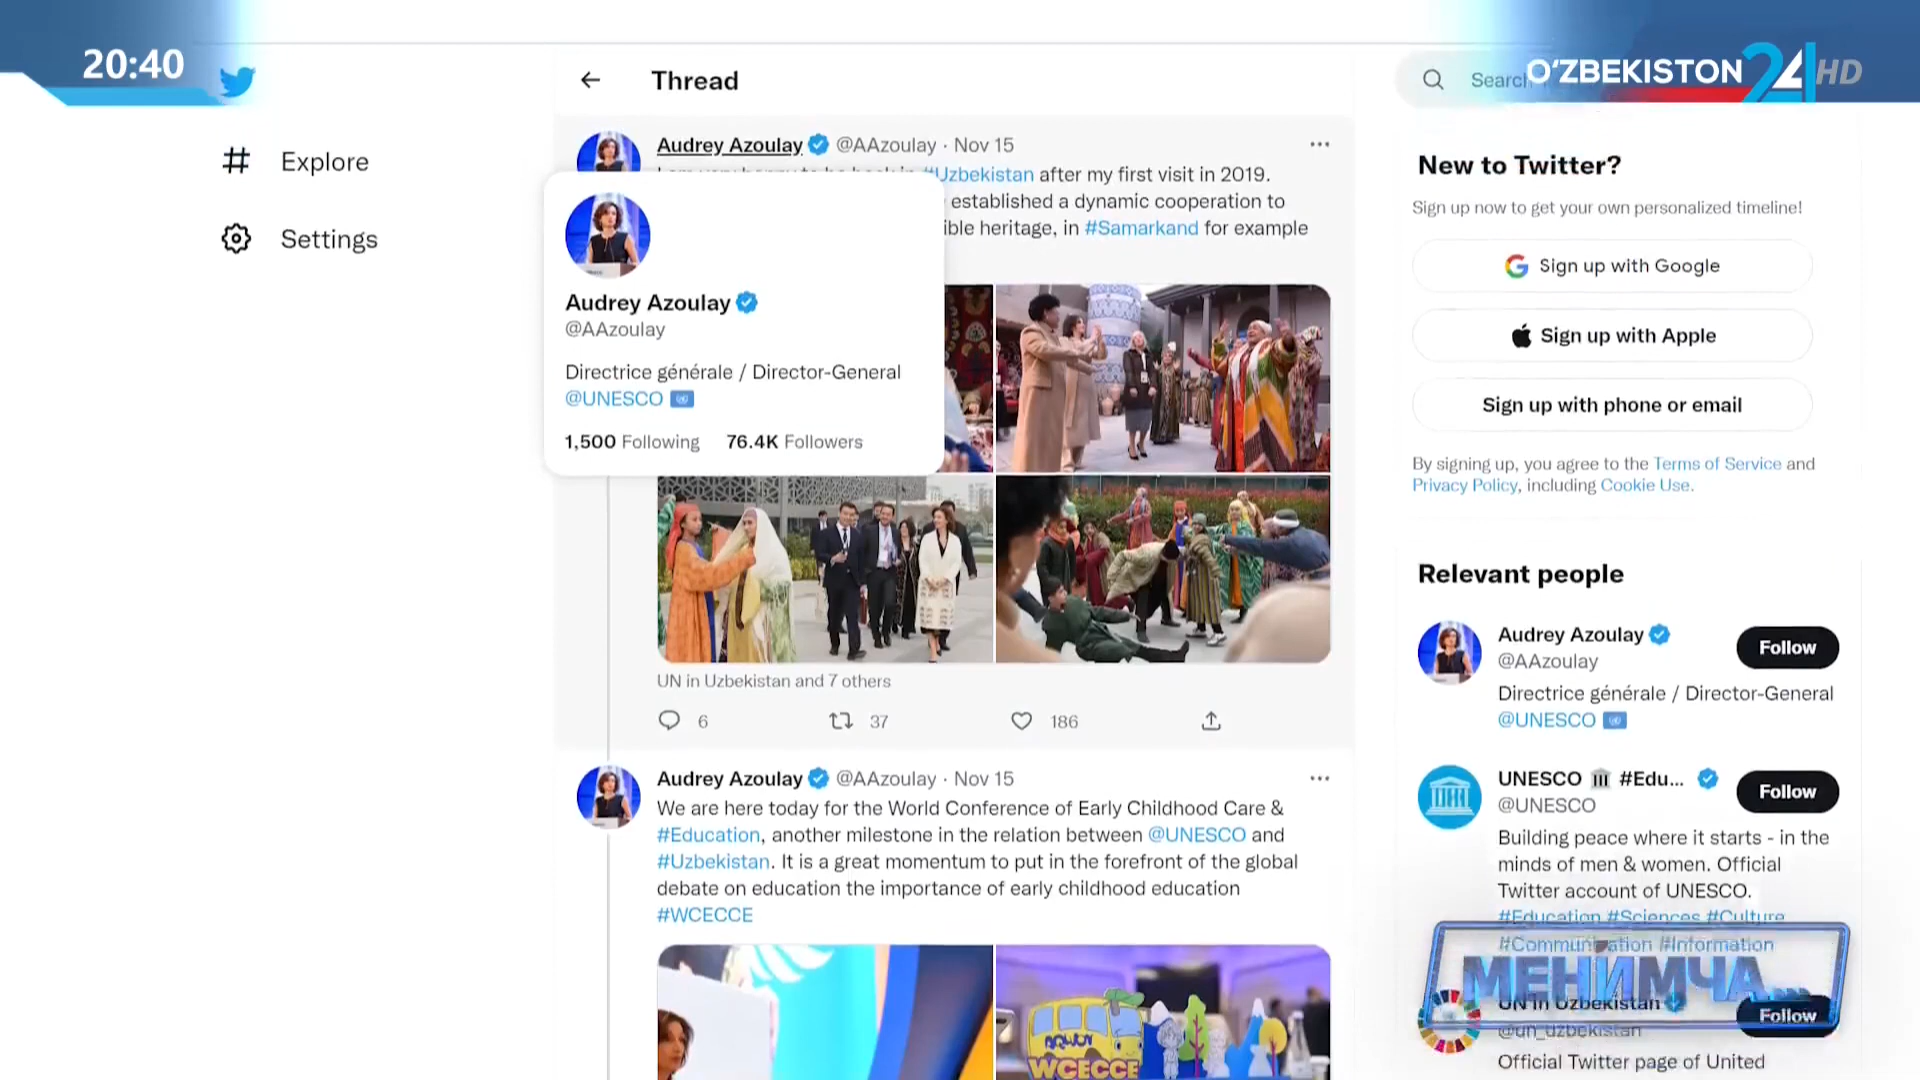 20:40
O‘ZBEKISTON 24 HD
Explore
Settings
Thread
Audrey Azoulay @AAzoulay · Nov 15
#Uzbekistan after my first visit in 2019.
established a dynamic cooperation to
ible heritage, in #Samarkand for example
Audrey Azoulay
@AAzoulay
Directrice générale / Director-General
@UNESCO
1,500 Following 76.4K Followers
UN in Uzbekistan and 7 others
6 37 186
Audrey Azoulay @AAzoulay · Nov 15
We are here today for the World Conference of Early Childhood Care &
#Education, another milestone in the relation between @UNESCO and
#Uzbekistan. It is a great momentum to put in the forefront of the global
debate on education the importance of early childhood education
#WCECCE
WCECCE
Search
New to Twitter?
Sign up now to get your own personalized timeline!
Sign up with Google
Sign up with Apple
Sign up with phone or email
By signing up, you agree to the Terms of Service and
Privacy Policy, including Cookie Use.
Relevant people
Audrey Azoulay
@AAzoulay
Follow
Directrice générale / Director-General
@UNESCO
UNESCO #Edu...
@UNESCO
Follow
Building peace where it starts - in the
minds of men & women. Official
Twitter account of UNESCO.
#Education #Sciences #Culture
#Communication #Information
МЕНИМЧА...
UN in Uzbekistan
@un_uzbekistan
Follow
Official Twitter page of United